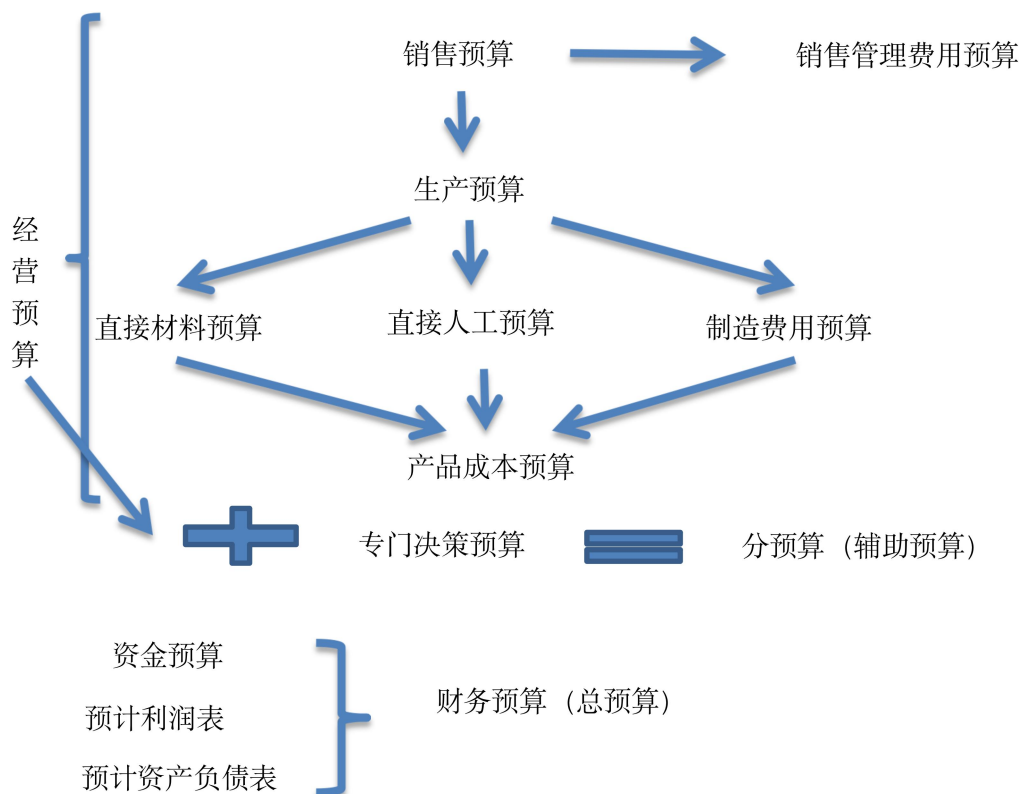 销售预算
销售管理费用预算
生产预算
经营预算
直接材料预算
直接人工预算
制造费用预算
产品成本预算
专门决策预算
分预算（辅助预算）
资金预算
预计利润表
预计资产负债表
财务预算（总预算）